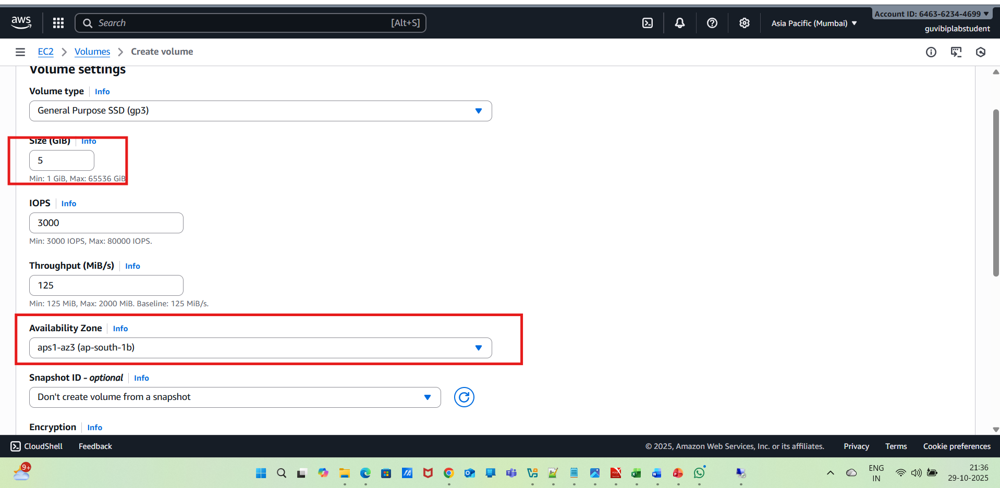 aws
Search
[Alt+S]
Asia Pacific (Mumbai)
Account ID: 6463-6234-4699
guvibiplabstudent
EC2
Volumes
Create volume
Volume settings
Volume type
Info
General Purpose SSD (gp3)
Size (GiB)
Info
5
Min: 1 GiB, Max: 65536 GiB
IOPS
Info
3000
Min: 3000 IOPS, Max: 80000 IOPS.
Throughput (MiB/s)
Info
125
Min: 125 MiB, Max: 2000 MiB. Baseline: 125 MiB/s.
Availability Zone
Info
aps1-az3 (ap-south-1b)
Snapshot ID - optional
Info
Don't create volume from a snapshot
Encryption
Info
CloudShell
Feedback
© 2025, Amazon Web Services, Inc. or its affiliates.
Privacy
Terms
Cookie preferences
9+
ENG
IN
21:36
29-10-2025